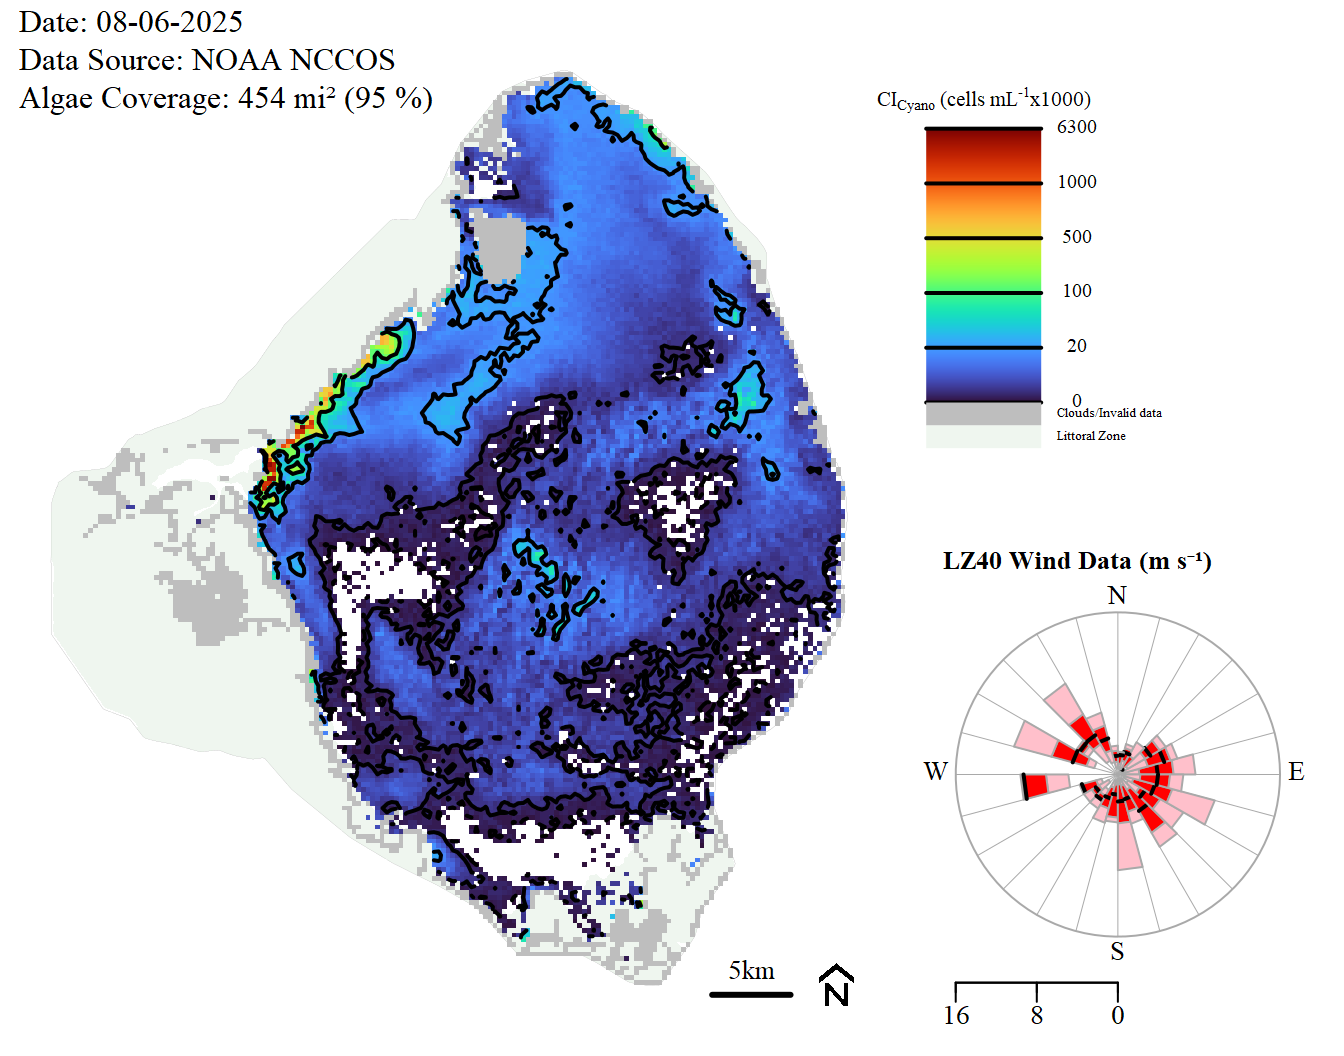 Date: 08-06-2025
Data Source: NOAA NCCOS
Algae Coverage: 454 mi² (95 %)
CICyano (cells mL-1x1000)
6300
1000
500
100
20
0
Clouds/Invalid data
Littoral Zone
LZ40 Wind Data (m s⁻¹)
N
W
E
S
5km
N
16 8 0